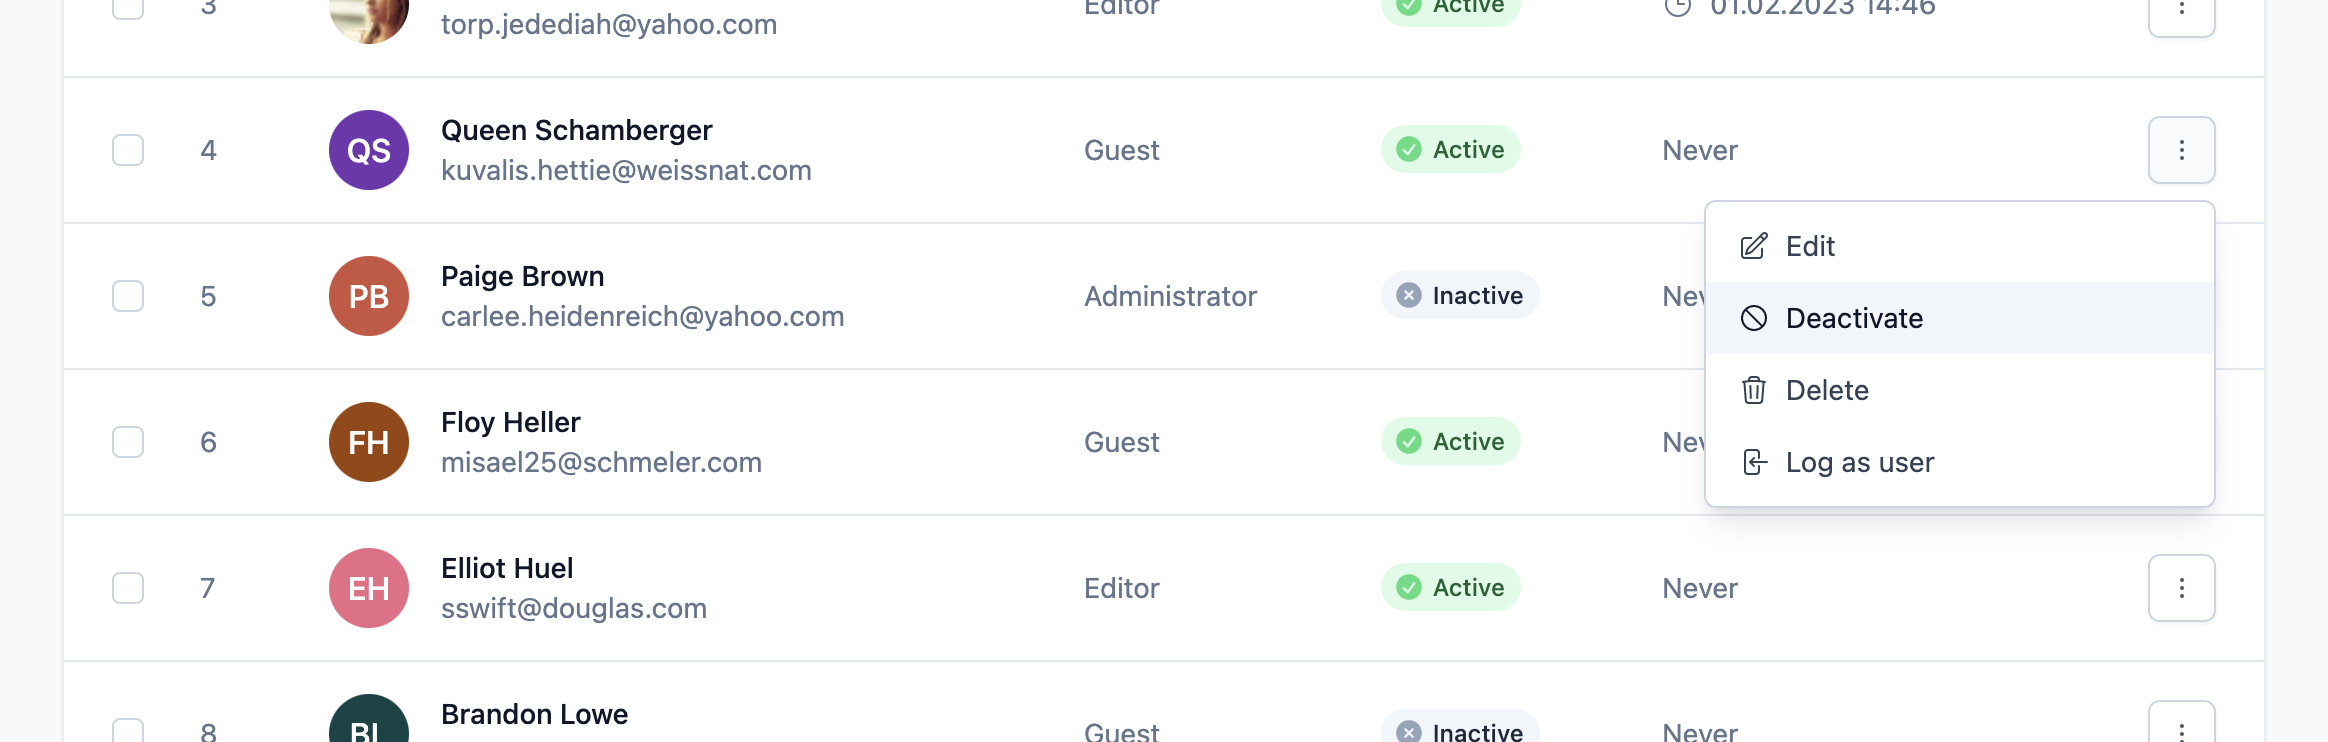 3
torp.jedediah@yahoo.com
Editor
Active
01.02.2023 14:46
4
QS
Queen Schamberger
kuvalis.hettie@weissnat.com
Guest
Active
Never
Edit
Deactivate
Delete
Log as user
5
PB
Paige Brown
carlee.heidenreich@yahoo.com
Administrator
Inactive
6
FH
Floy Heller
misael25@schmeler.com
Guest
Active
7
EH
Elliot Huel
sswift@douglas.com
Editor
Active
Never
8
BL
Brandon Lowe
Guest
Inactive
Never